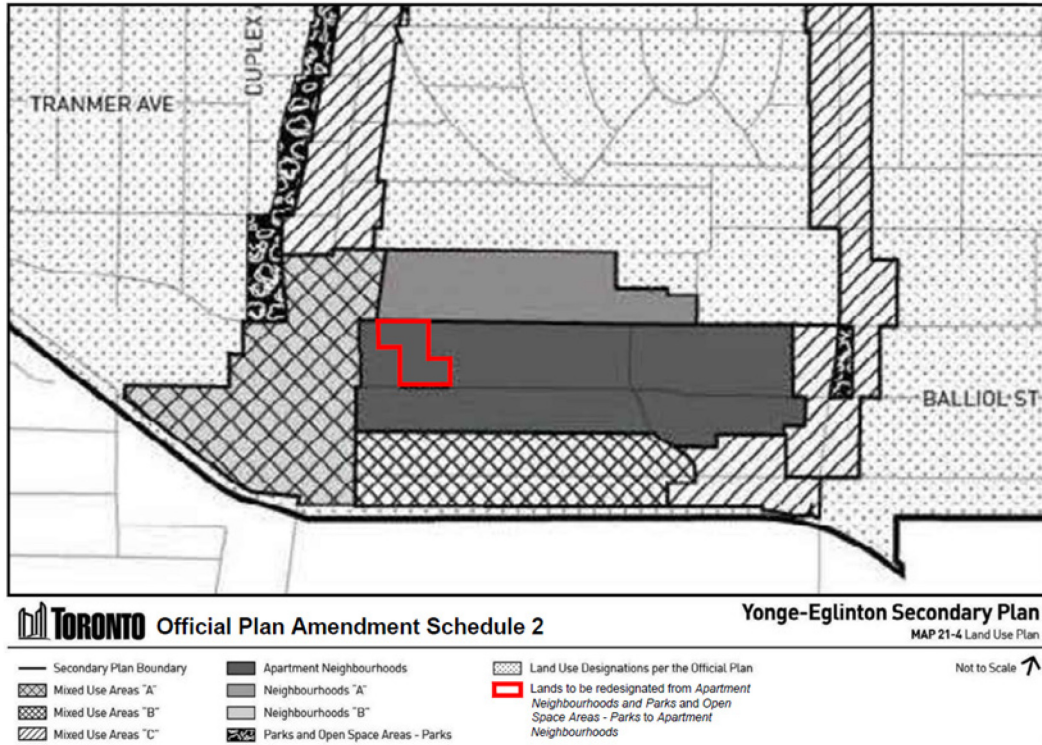 TRANMER AVE
DUPLEX A
BALLIOL ST
TORONTO Official Plan Amendment Schedule 2
Yonge-Eglinton Secondary Plan
MAP 21-4 Land Use Plan
Secondary Plan Boundary
Mixed Use Areas "A"
Mixed Use Areas "B"
Mixed Use Areas "C"
Apartment Neighbourhoods
Neighbourhoods "A"
Neighbourhoods "B"
Parks and Open Space Areas - Parks
Land Use Designations per the Official Plan
Lands to be redesignated from Apartment
Neighbourhoods and Parks and Open
Space Areas - Parks to Apartment
Neighbourhoods
Not to Scale